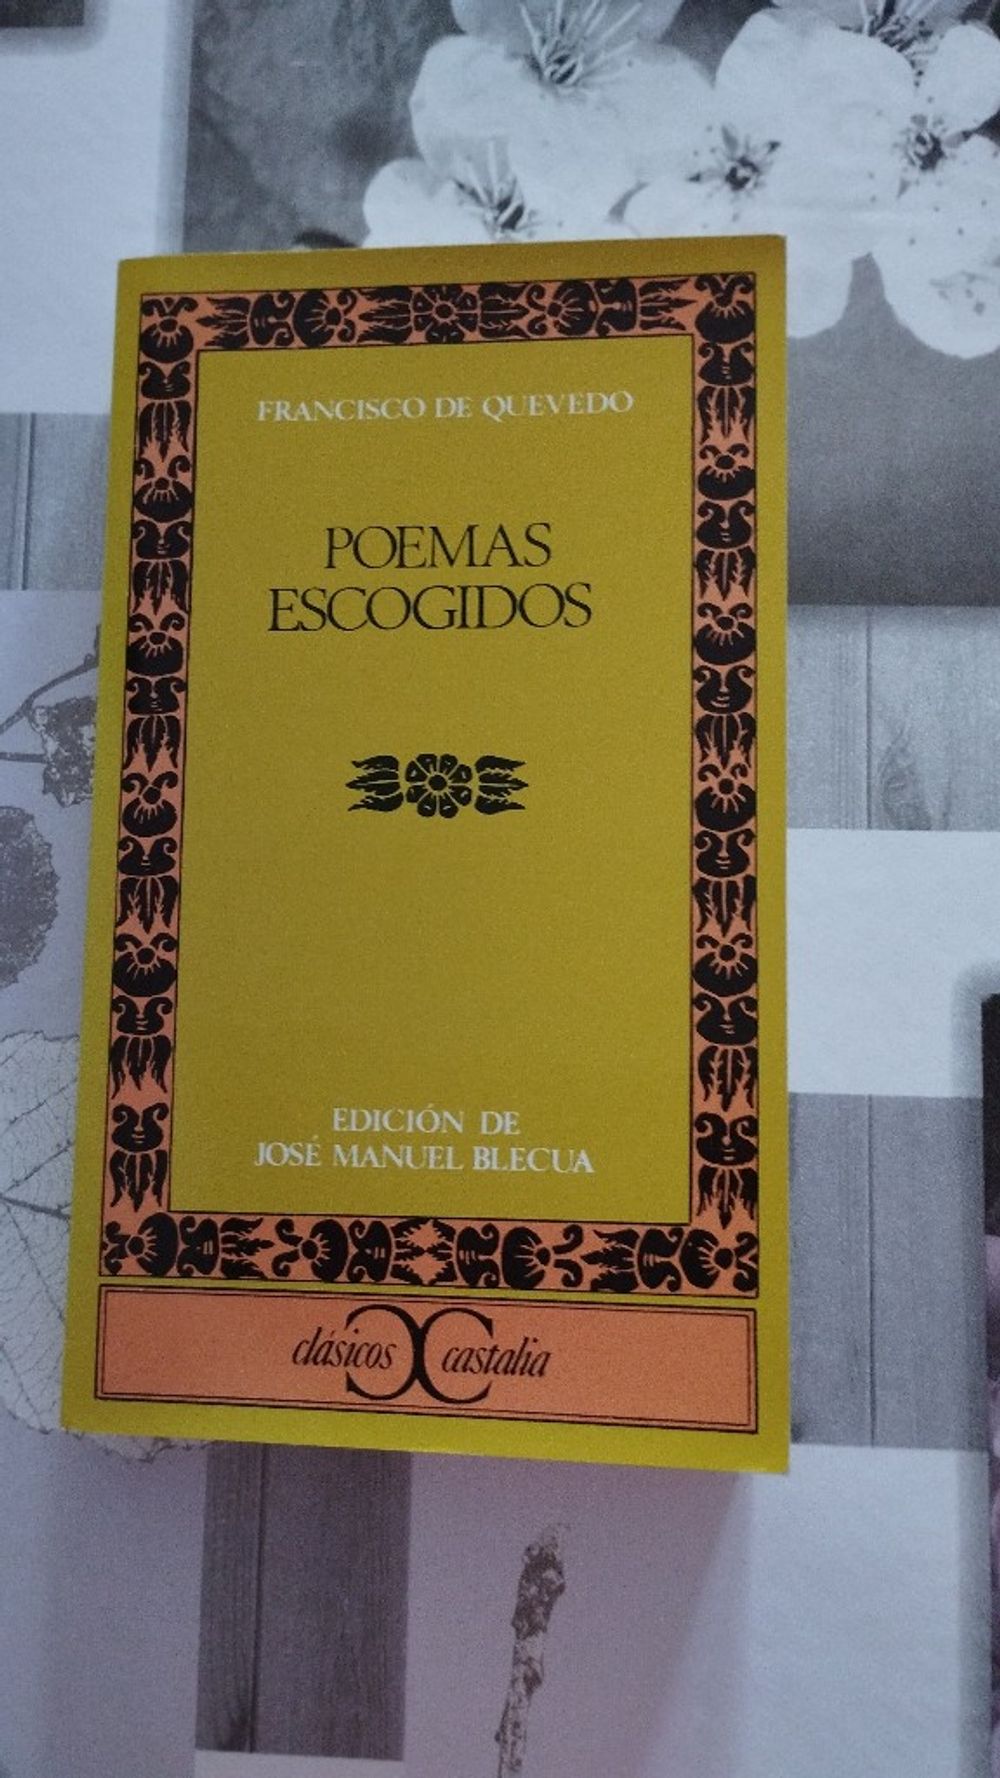 FRANCISCO DE QUEVEDO
POEMAS
ESCOGIDOS
EDICIÓN DE
JOSÉ MANUEL BLECUA
clásicos castalia